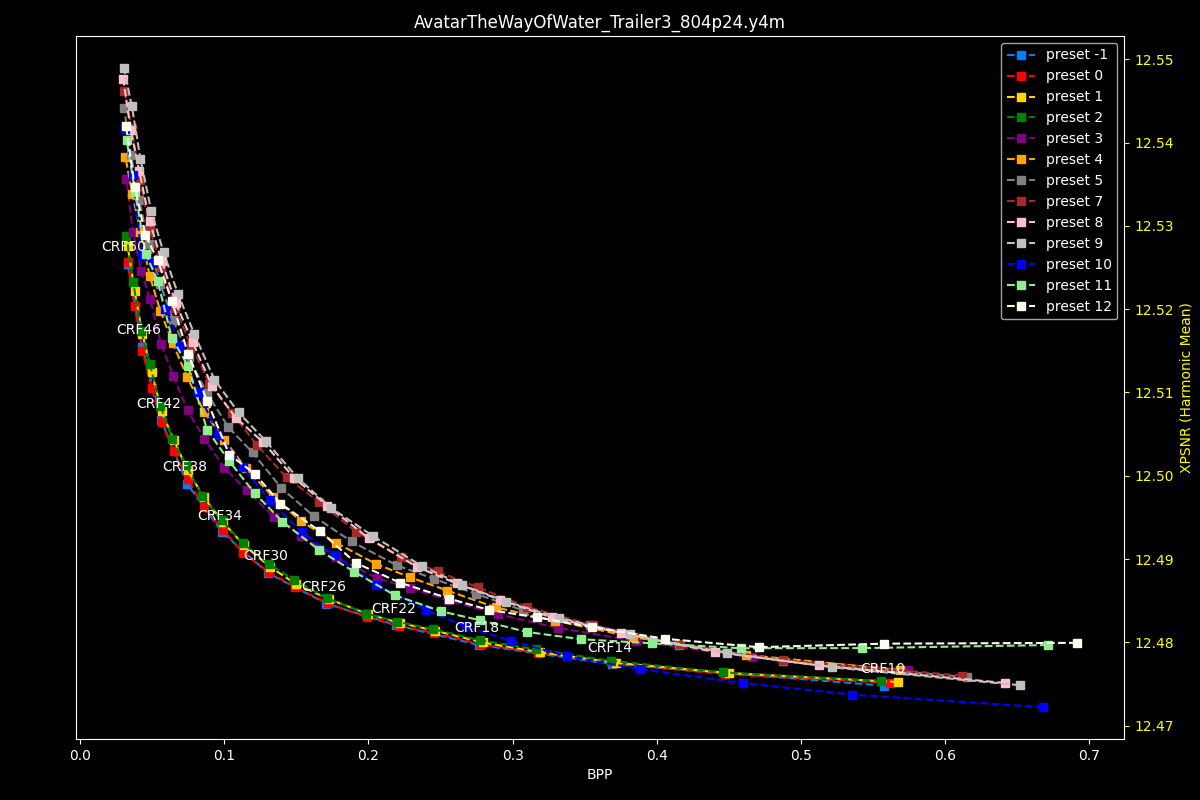 AvatarTheWayOfWater_Trailer3_804p24.y4m
preset -1
preset 0
preset 1
preset 2
preset 3
preset 4
preset 5
preset 7
preset 8
preset 9
preset 10
preset 11
preset 12
12.55
12.54
12.53
12.52
12.51
12.50
12.49
12.48
12.47
XPSNR (Harmonic Mean)
CRF50
CRF46
CRF42
CRF38
CRF34
CRF30
CRF26
CRF22
CRF18
CRF14
CRF10
0.0 0.1 0.2 0.3 0.4 0.5 0.6 0.7
BPP